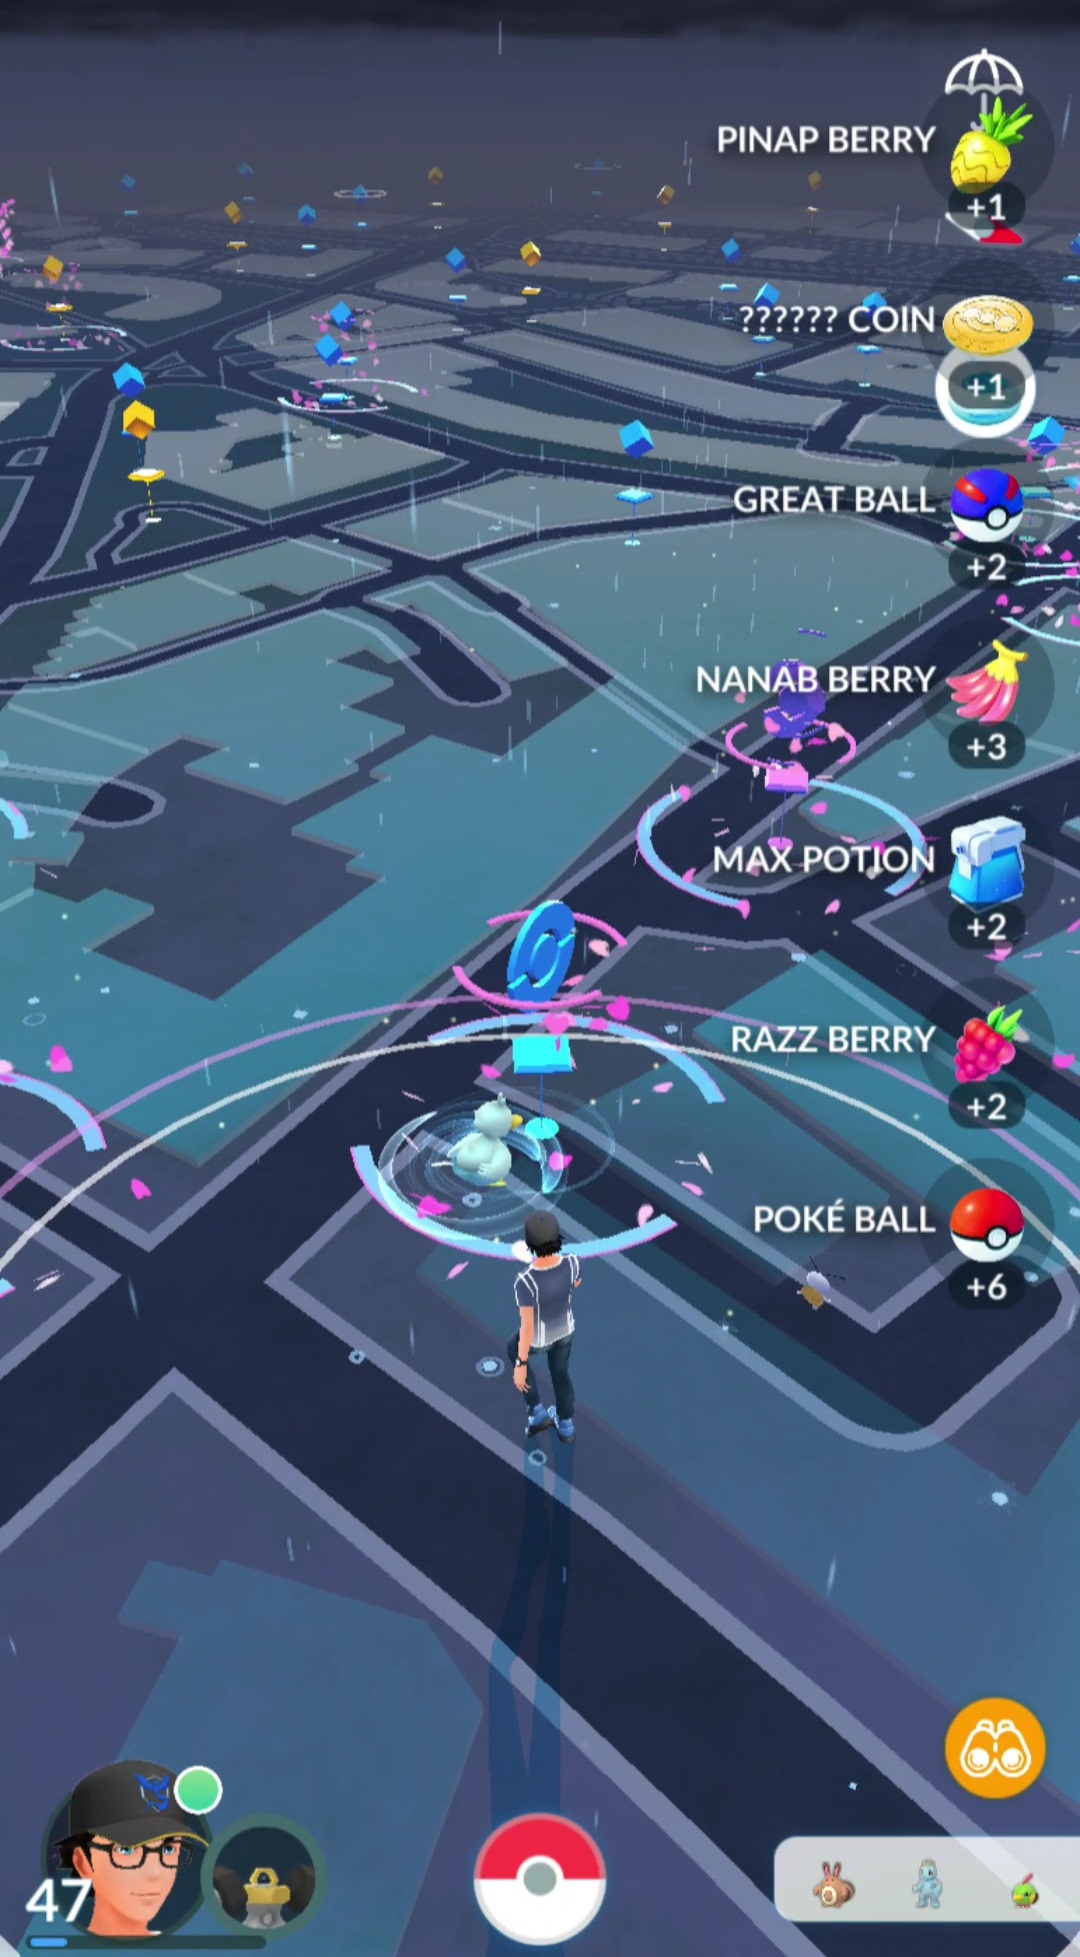 PINAP BERRY
+1
?????? COIN
+1
GREAT BALL
+2
NANAB BERRY
+3
MAX POTION
+2
RAZZ BERRY
+2
POKÉ BALL
+6
47